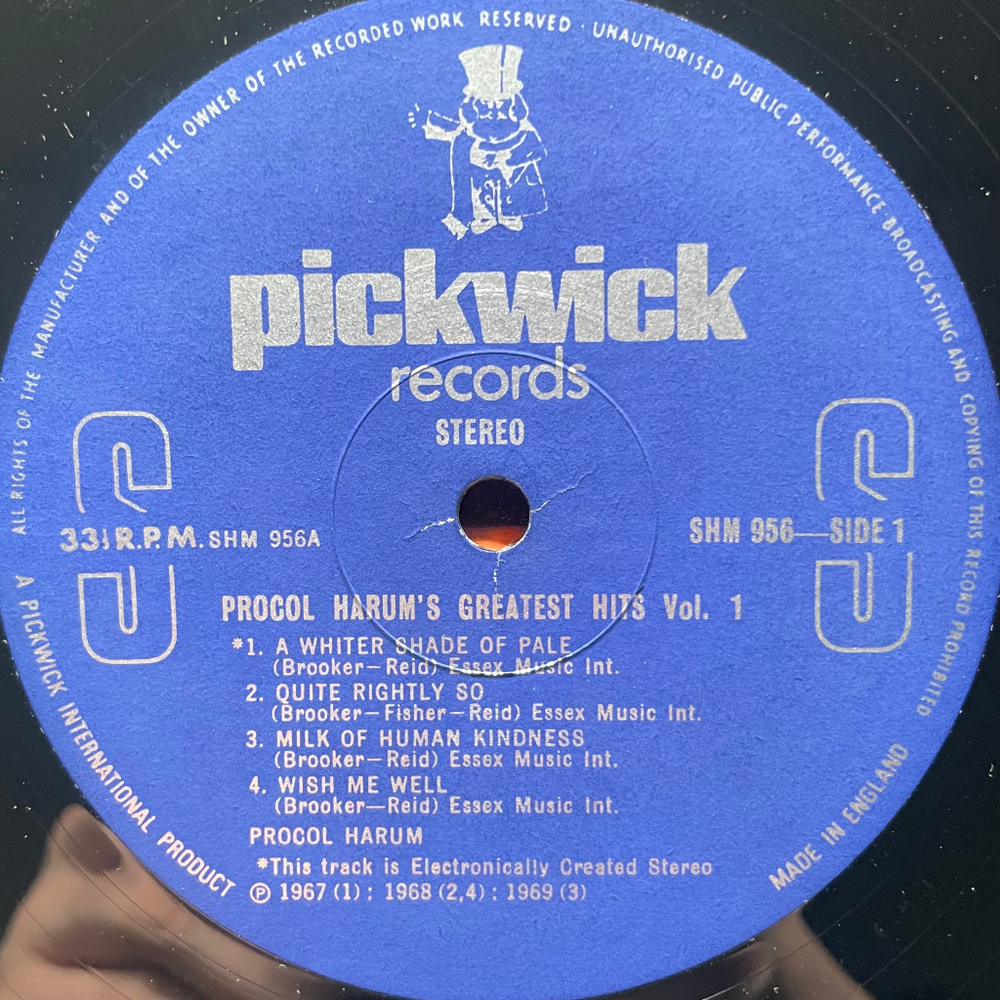 ALL RIGHTS OF THE MANUFACTURER AND OF THE OWNER OF THE RECORDED WORK RESERVED · UNAUTHORISED PUBLIC PERFORMANCE BROADCASTING AND COPYING OF THIS RECORD PROHIBITED
pickwick
records
STEREO
S S
33⅓ R.P.M. SHM 956A
SHM 956—SIDE 1
PROCOL HARUM'S GREATEST HITS Vol. 1
*1. A WHITER SHADE OF PALE
(Brooker—Reid) Essex Music Int.
2. QUITE RIGHTLY SO
(Brooker—Fisher—Reid) Essex Music Int.
3. MILK OF HUMAN KINDNESS
(Brooker—Reid) Essex Music Int.
4. WISH ME WELL
(Brooker—Reid) Essex Music Int.
PROCOL HARUM
*This track is Electronically Created Stereo
℗ 1967 (1) : 1968 (2,4) : 1969 (3)
A PICKWICK INTERNATIONAL PRODUCT
MADE IN ENGLAND